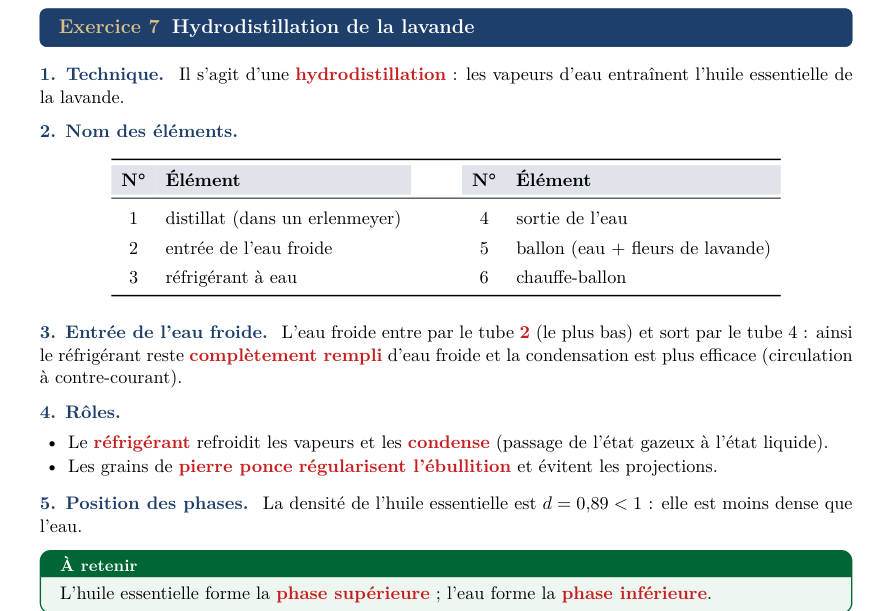 Exercice 7 Hydrodistillation de la lavande
1. Technique. Il s'agit d'une hydrodistillation : les vapeurs d'eau entraînent l'huile essentielle de
la lavande.
2. Nom des éléments.
N° Élément N° Élément
1 distillat (dans un erlenmeyer) 4 sortie de l'eau
2 entrée de l'eau froide 5 ballon (eau + fleurs de lavande)
3 réfrigérant à eau 6 chauffe-ballon
3. Entrée de l'eau froide. L'eau froide entre par le tube 2 (le plus bas) et sort par le tube 4 : ainsi
le réfrigérant reste complètement rempli d'eau froide et la condensation est plus efficace (circulation
à contre-courant).
4. Rôles.
• Le réfrigérant refroidit les vapeurs et les condense (passage de l'état gazeux à l'état liquide).
• Les grains de pierre ponce régularisent l'ébullition et évitent les projections.
5. Position des phases. La densité de l'huile essentielle est d = 0,89 < 1 : elle est moins dense que
l'eau.
À retenir
L'huile essentielle forme la phase supérieure ; l'eau forme la phase inférieure.